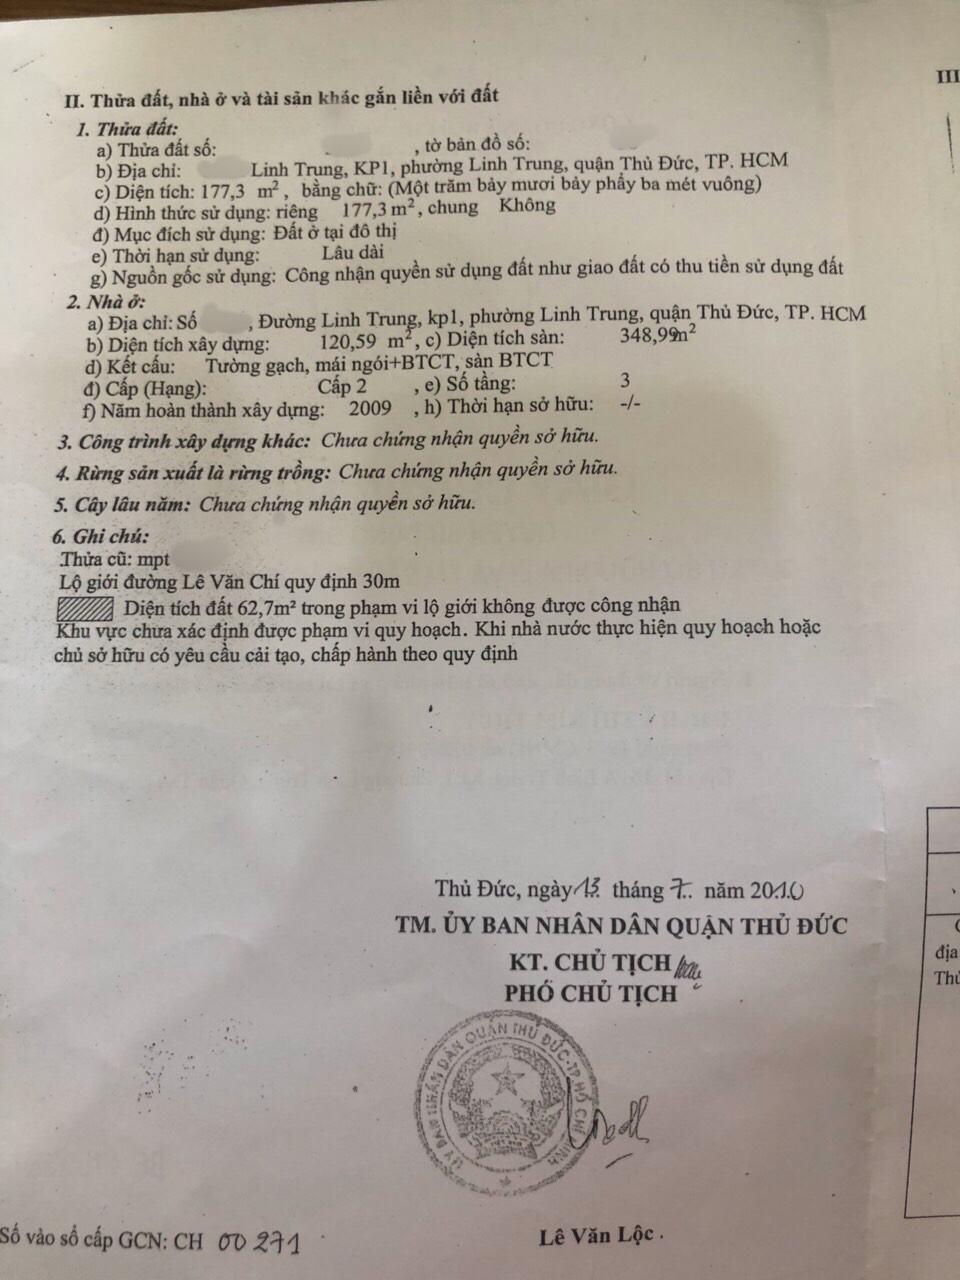 II. Thửa đất, nhà ở và tài sản khác gắn liền với đất
1. Thửa đất:
a) Thửa đất số: , tờ bản đồ số:
b) Địa chỉ: Linh Trung, KP1, phường Linh Trung, quận Thủ Đức, TP. HCM
c) Diện tích: 177,3 m², bằng chữ: (Một trăm bảy mươi bảy phẩy ba mét vuông)
d) Hình thức sử dụng: riêng 177,3 m², chung Không
đ) Mục đích sử dụng: Đất ở tại đô thị
e) Thời hạn sử dụng: Lâu dài
g) Nguồn gốc sử dụng: Công nhận quyền sử dụng đất như giao đất có thu tiền sử dụng đất
2. Nhà ở:
a) Địa chỉ: Số , Đường Linh Trung, kp1, phường Linh Trung, quận Thủ Đức, TP. HCM
b) Diện tích xây dựng: 120,59 m², c) Diện tích sàn: 348,99m²
d) Kết cấu: Tường gạch, mái ngói+BTCT, sàn BTCT
đ) Cấp (Hạng): Cấp 2 , e) Số tầng: 3
f) Năm hoàn thành xây dựng: 2009 , h) Thời hạn sở hữu: -/-
3. Công trình xây dựng khác: Chưa chứng nhận quyền sở hữu.
4. Rừng sản xuất là rừng trồng: Chưa chứng nhận quyền sở hữu.
5. Cây lâu năm: Chưa chứng nhận quyền sở hữu.
6. Ghi chú:
Thửa cũ: mpt
Lộ giới đường Lê Văn Chí quy định 30m
Diện tích đất 62,7m² trong phạm vi lộ giới không được công nhận
Khu vực chưa xác định được phạm vi quy hoạch. Khi nhà nước thực hiện quy hoạch hoặc
chủ sở hữu có yêu cầu cải tạo, chấp hành theo quy định
Thủ Đức, ngày 13 tháng 7 năm 2010
TM. ỦY BAN NHÂN DÂN QUẬN THỦ ĐỨC
KT. CHỦ TỊCH
PHÓ CHỦ TỊCH
ỦY BAN NHÂN DÂN QUẬN THỦ ĐỨC-TP. HỒ CHÍ MINH
Lê Văn Lộc.
Số vào sổ cấp GCN: CH 00271
III
địa